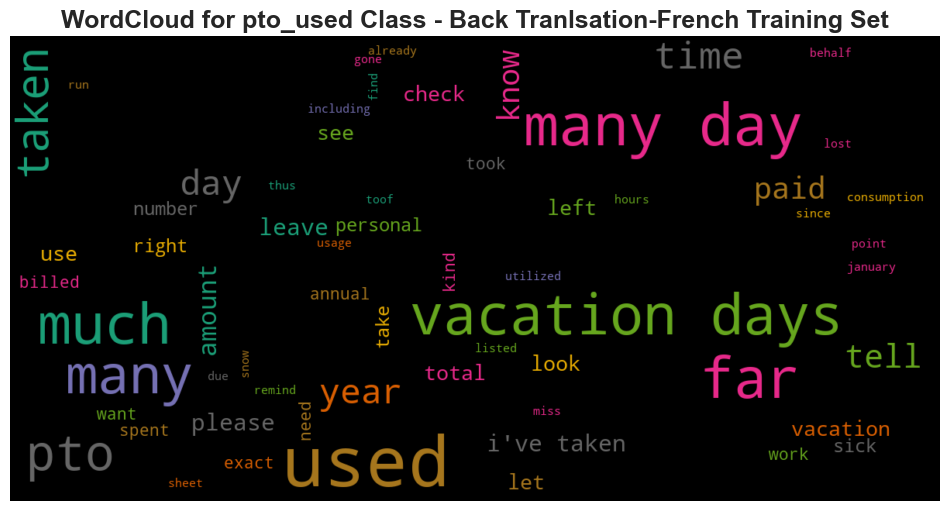 WordCloud for pto_used Class - Back Tranlsation-French Training Set
taken
run
already
gone
find
including
see
check
know
time
behalf
many day
lost
took
day
number
thus
toof
leave
personal
usage
left
hours
paid
since
consumption
point
january
use
right
billed
amount
annual
kind
utilized
take
vacation days
much
many
due
snow
remind
listed
total
look
far
tell
year
want
spent
please
need
miss
i've taken
vacation
sick
work
pto
exact
sheet
used
let